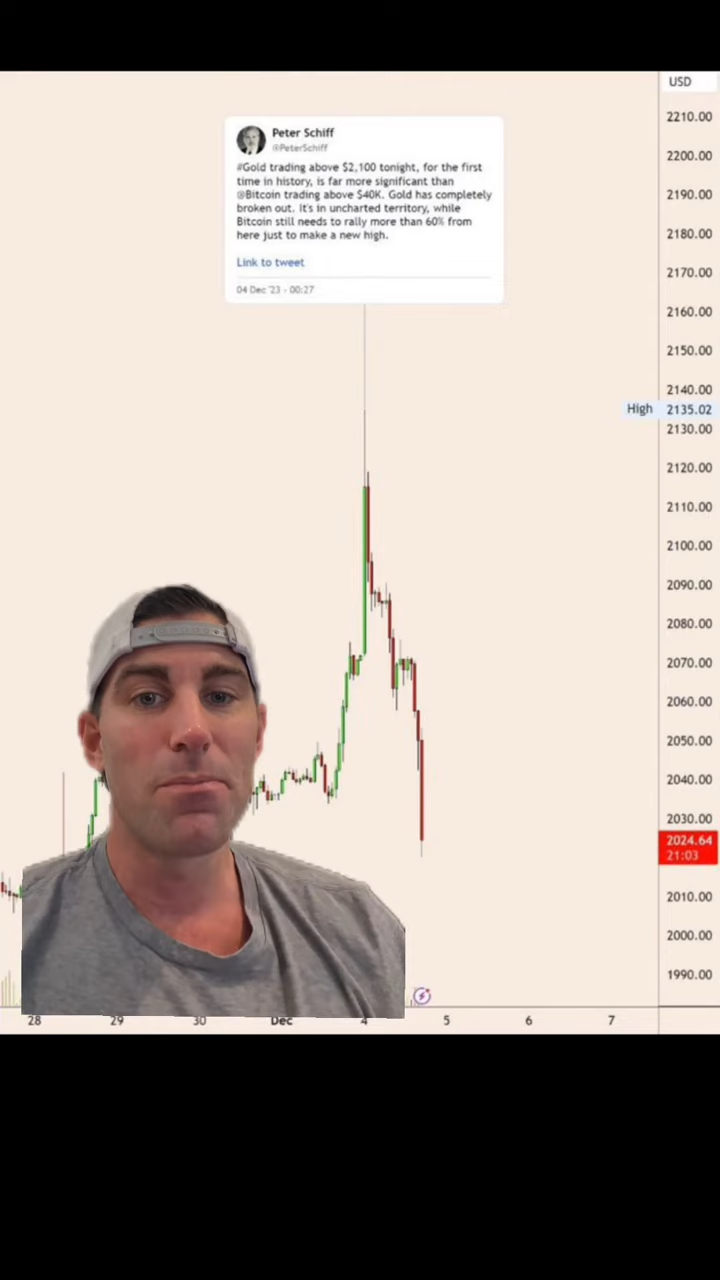 USD
Peter Schiff
@PeterSchiff
#Gold trading above $2,100 tonight, for the first
time in history, is far more significant than
@Bitcoin trading above $40K. Gold has completely
broken out. It's in uncharted territory, while
Bitcoin still needs to rally more than 60% from
here just to make a new high.
Link to tweet
04 Dec '23 - 00:27
2210.00
2200.00
2190.00
2180.00
2170.00
2160.00
2150.00
2140.00
High 2135.02
2130.00
2120.00
2110.00
2100.00
2090.00
2080.00
2070.00
2060.00
2050.00
2040.00
2030.00
2024.64
21:03
2010.00
2000.00
1990.00
28 29 30 Dec 4 5 6 7